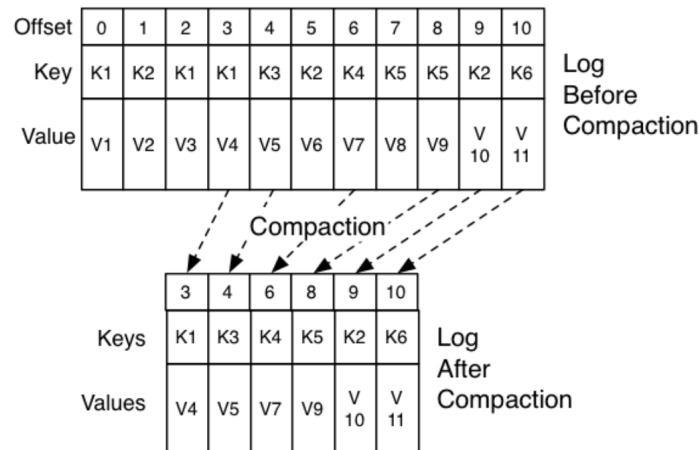 Offset 0 1 2 3 4 5 6 7 8 9 10
Key K1 K2 K1 K1 K3 K2 K4 K5 K5 K2 K6
Value V1 V2 V3 V4 V5 V6 V7 V8 V9 V 10 V 11
Log
Before
Compaction
Compaction
3 4 6 8 9 10
Keys K1 K3 K4 K5 K2 K6
Values V4 V5 V7 V9 V 10 V 11
Log
After
Compaction